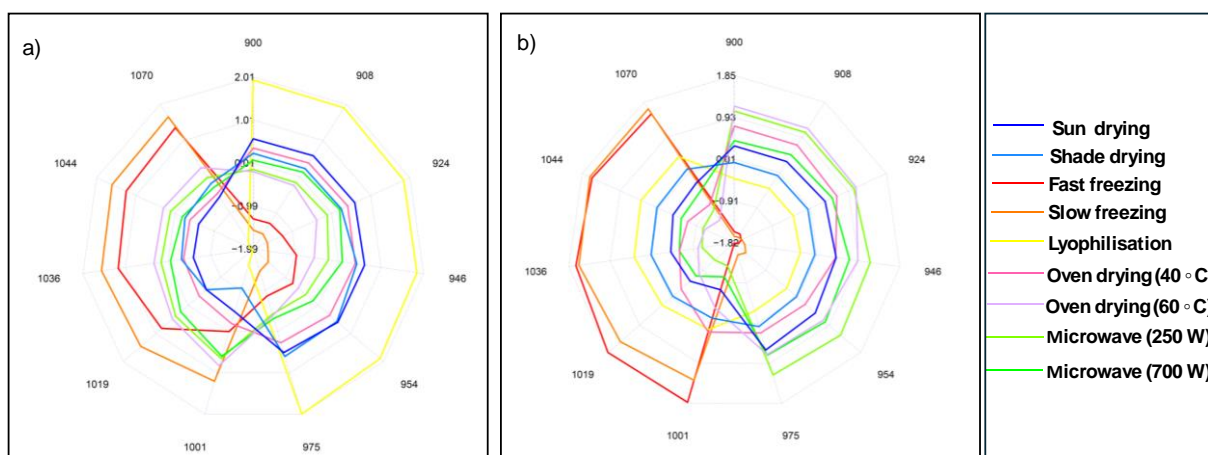 a)
900
908
924
946
954
975
1001
1019
1036
1044
1070
2.01
1.01
0.01
−0.99
−1.99
b)
900
908
924
946
954
975
1001
1019
1036
1044
1070
1.85
0.93
0.01
−0.91
−1.82
Sun drying
Shade drying
Fast freezing
Slow freezing
Lyophilisation
Oven drying (40 ◦C
Oven drying (60 ◦C)
Microwave (250 W)
Microwave (700 W)